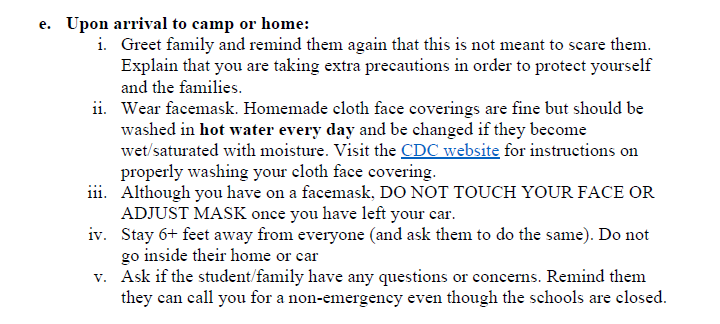 e. Upon arrival to camp or home:
i. Greet family and remind them again that this is not meant to scare them.
Explain that you are taking extra precautions in order to protect yourself
and the families.
ii. Wear facemask. Homemade cloth face coverings are fine but should be
washed in hot water every day and be changed if they become
wet/saturated with moisture. Visit the CDC website for instructions on
properly washing your cloth face covering.
iii. Although you have on a facemask, DO NOT TOUCH YOUR FACE OR
ADJUST MASK once you have left your car.
iv. Stay 6+ feet away from everyone (and ask them to do the same). Do not
go inside their home or car
v. Ask if the student/family have any questions or concerns. Remind them
they can call you for a non-emergency even though the schools are closed.